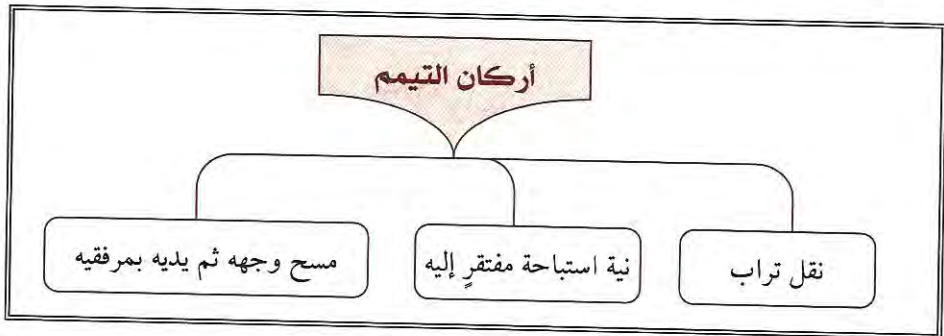 أركان التيمم
نقل تراب
نية استباحة مفتقرٍ إليه
مسح وجهه ثم يديه بمرفقيه